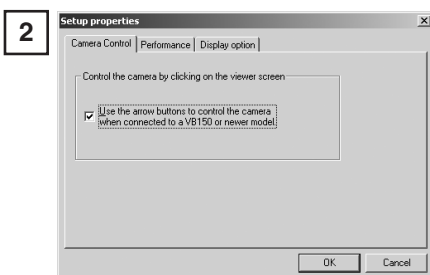 2
Setup properties
Camera Control Performance Display option
Control the camera by clicking on the viewer screen
Use the arrow buttons to control the camera
when connected to a VB150 or newer model.
OK Cancel